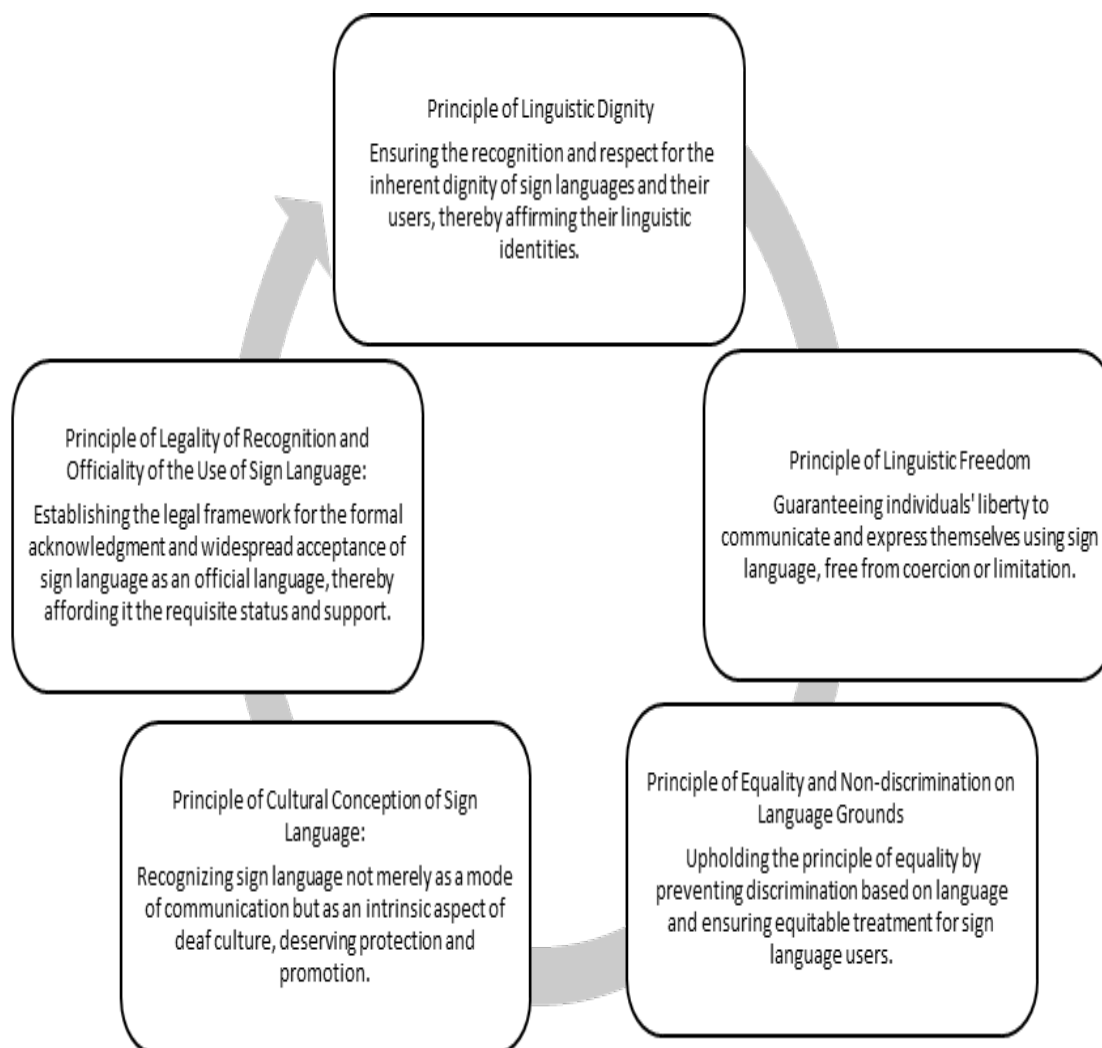 Principle of Linguistic Dignity
Ensuring the recognition and respect for the
inherent dignity of sign languages and their
users, thereby affirming their linguistic
identities.
Principle of Linguistic Freedom
Guaranteeing individuals' liberty to
communicate and express themselves using sign
language, free from coercion or limitation.
Principle of Equality and Non-discrimination on
Language Grounds
Upholding the principle of equality by
preventing discrimination based on language
and ensuring equitable treatment for sign
language users.
Principle of Cultural Conception of Sign
Language:
Recognizing sign language not merely as a mode
of communication but as an intrinsic aspect of
deaf culture, deserving protection and
promotion.
Principle of Legality of Recognition and
Officiality of the Use of Sign Language:
Establishing the legal framework for the formal
acknowledgment and widespread acceptance of
sign language as an official language, thereby
affording it the requisite status and support.